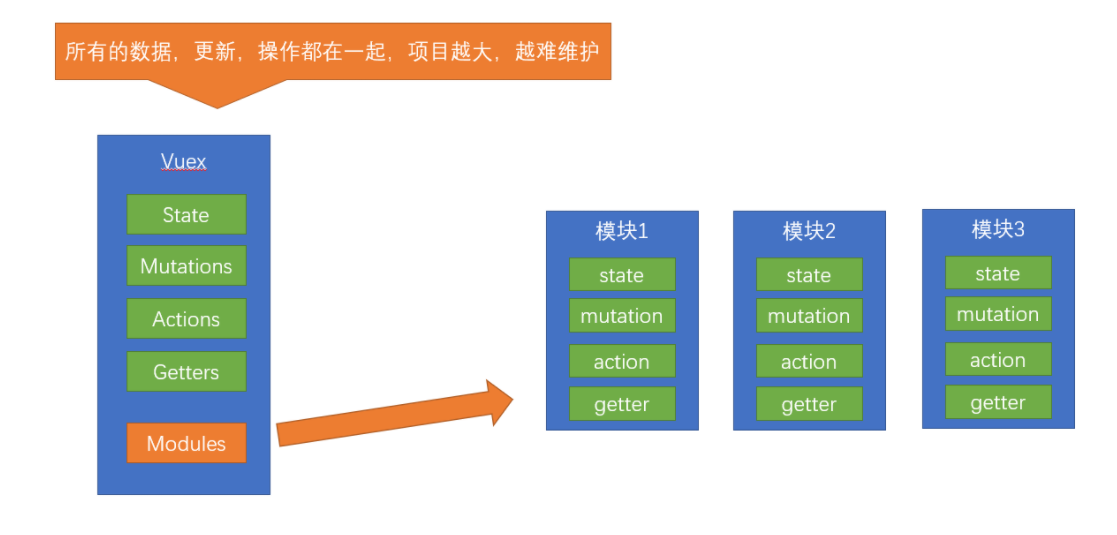 所有的数据，更新，操作都在一起，项目越大，越难维护
Vuex
State
Mutations
Actions
Getters
Modules
模块1
state
mutation
action
getter
模块2
state
mutation
action
getter
模块3
state
mutation
action
getter